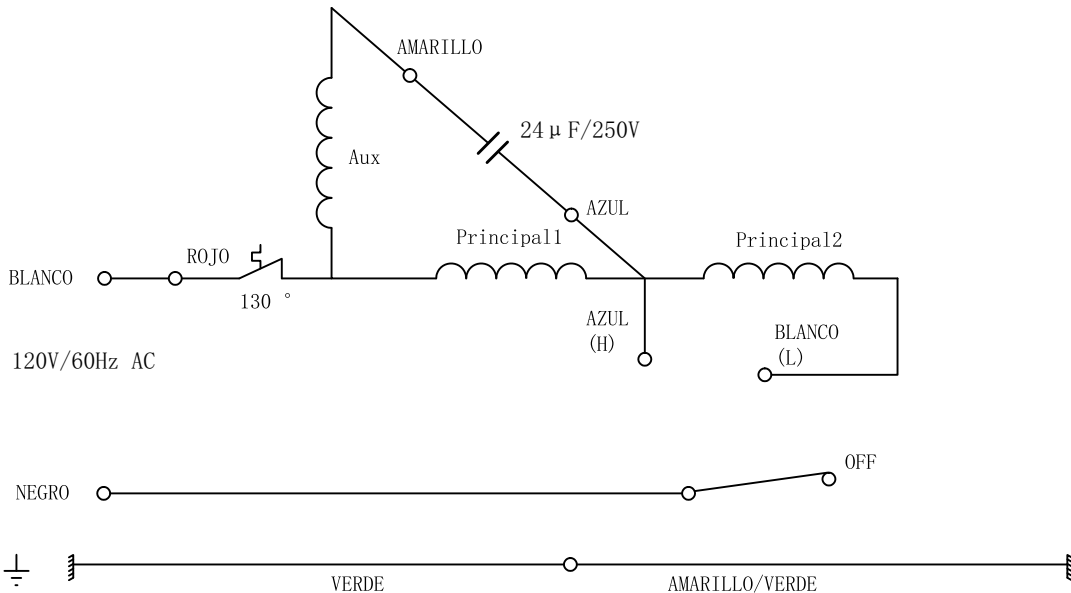 AMARILLO
24μF/250V
Aux
AZUL
Principal1
Principal2
ROJO
BLANCO
130 °
AZUL
(H)
BLANCO
(L)
120V/60Hz AC
OFF
NEGRO
VERDE
AMARILLO/VERDE